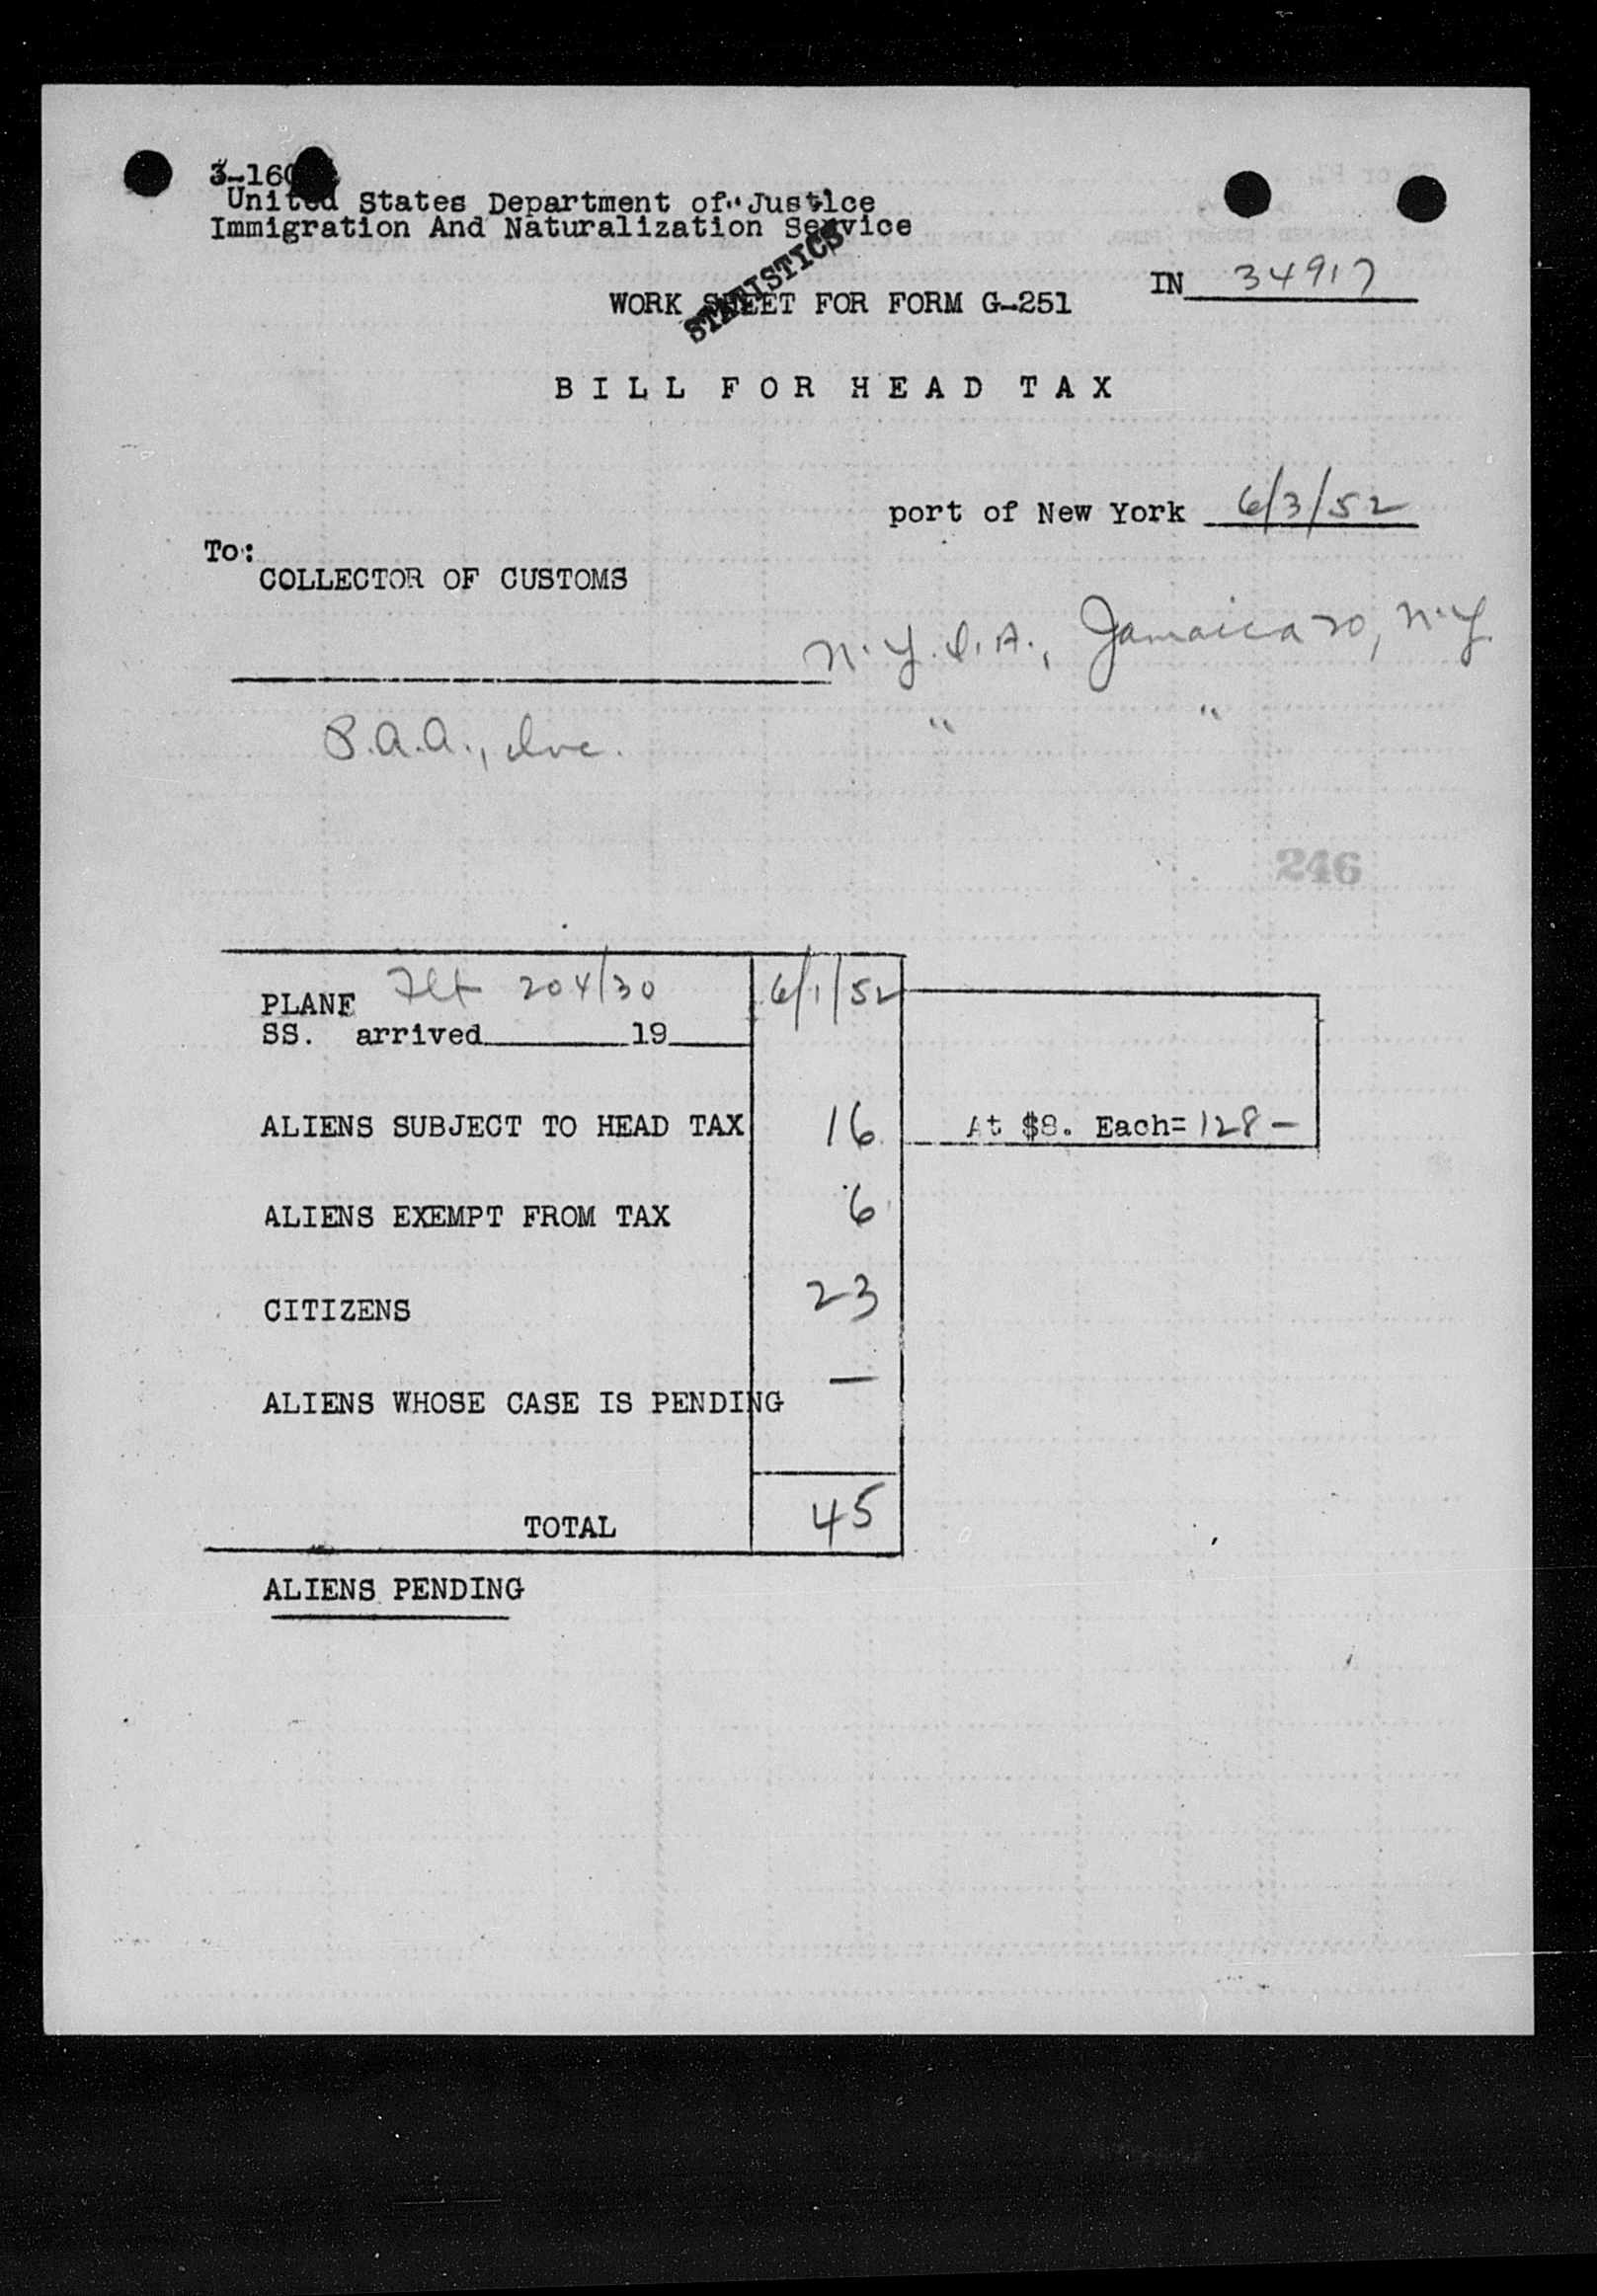 3-160
United States Department of Justice
Immigration And Naturalization Service
STATISTICS
IN 34917
WORK SHEET FOR FORM G-251
BILL FOR HEAD TAX
port of New York 6/3/52
To:
COLLECTOR OF CUSTOMS
N.Y.I.A., Jamaica 20, N.Y.
P.A.A., Inc. " "
246
PLANE Flt 204/30 6/1/52
SS. arrived 19
ALIENS SUBJECT TO HEAD TAX 16 At $8. Each= 128 -
ALIENS EXEMPT FROM TAX 6
CITIZENS 23
ALIENS WHOSE CASE IS PENDING —
TOTAL 45
ALIENS PENDING